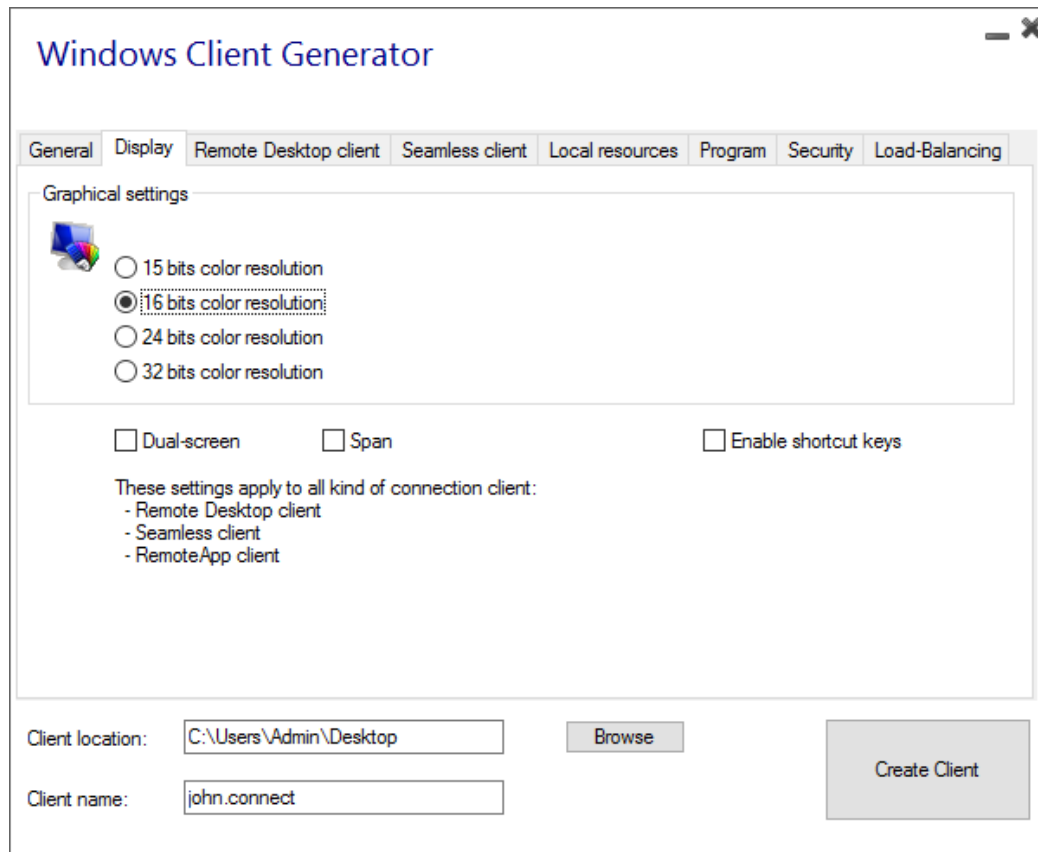 Windows Client Generator
General Display Remote Desktop client Seamless client Local resources Program Security Load-Balancing
Graphical settings
15 bits color resolution
16 bits color resolution
24 bits color resolution
32 bits color resolution
Dual-screen Span Enable shortcut keys
These settings apply to all kind of connection client:
- Remote Desktop client
- Seamless client
- RemoteApp client
Client location: C:\Users\Admin\Desktop Browse
Create Client
Client name: john.connect